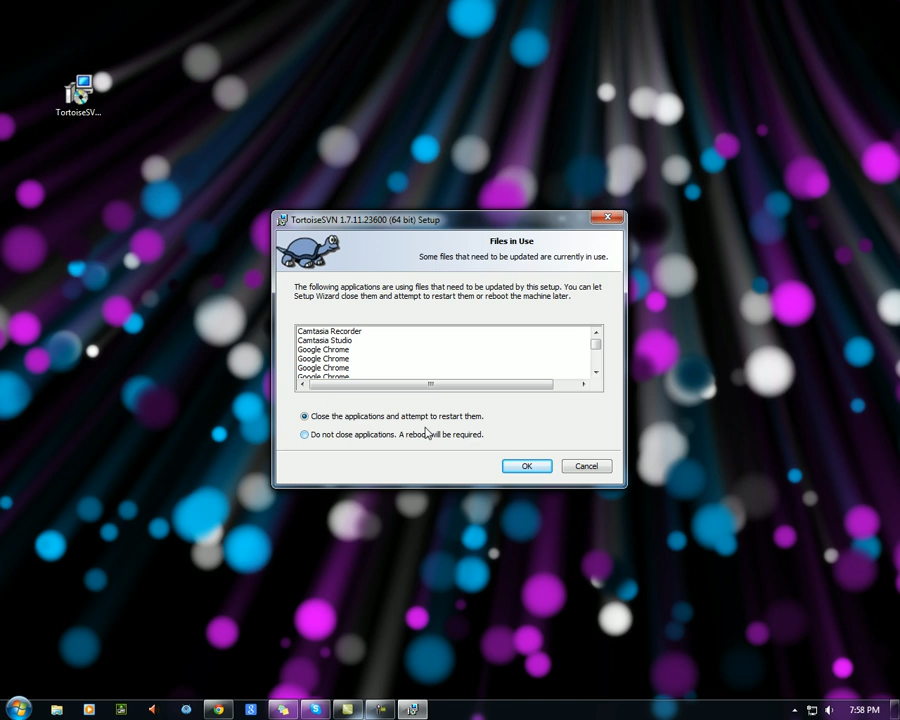 TortoiseSV...
TortoiseSVN 1.7.11.23600 (64 bit) Setup
Files in Use
Some files that need to be updated are currently in use.
The following applications are using files that need to be updated by this setup. You can let
Setup Wizard close them and attempt to restart them or reboot the machine later.
Camtasia Recorder
Camtasia Studio
Google Chrome
Google Chrome
Google Chrome
Google Chrome
Close the applications and attempt to restart them.
Do not close applications. A reboot will be required.
OK
Cancel
7:58 PM